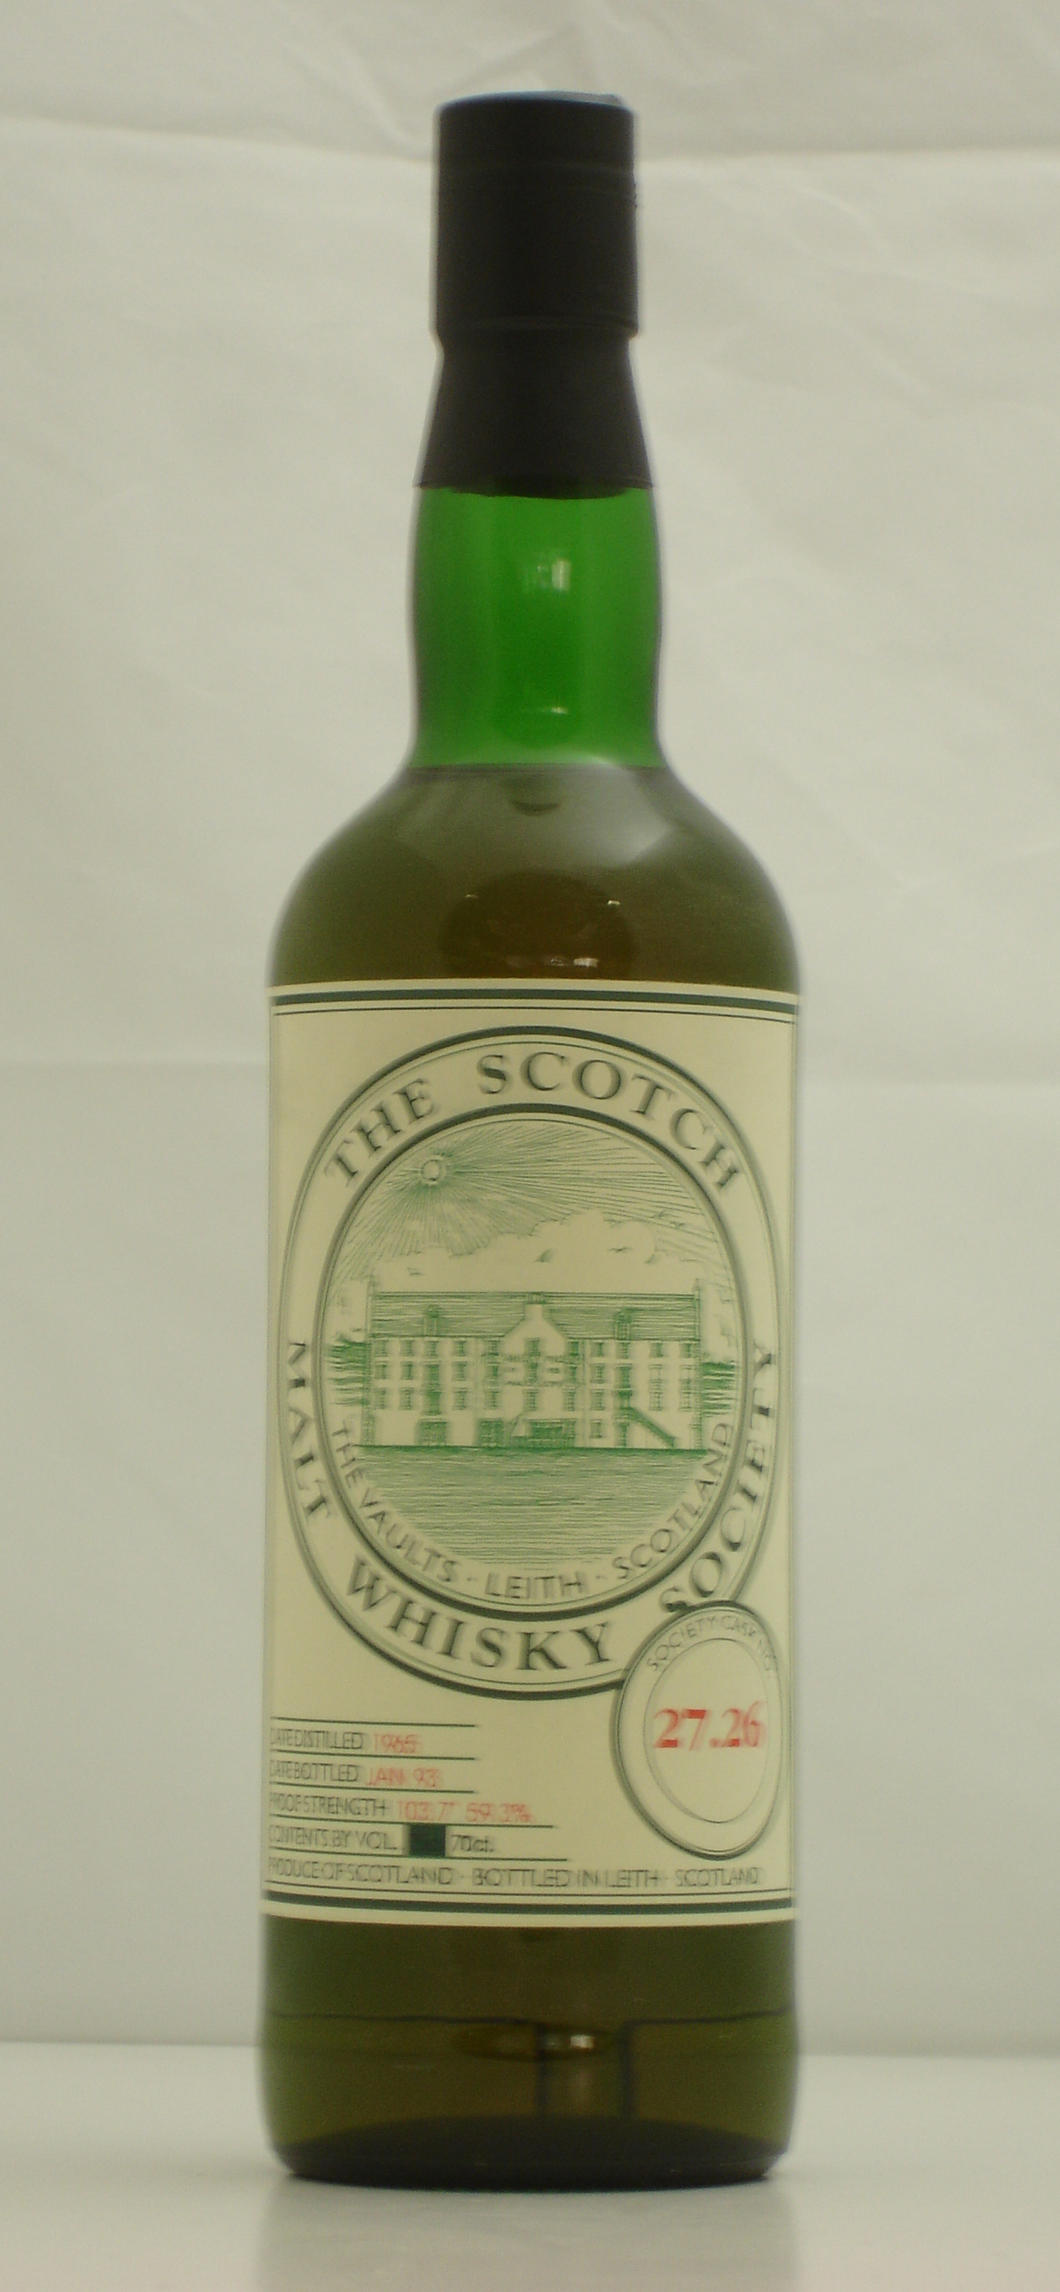 THE SCOTCH
MALT WHISKY SOCIETY
THE VAULTS · LEITH · SCOTLAND
SOCIETY CASK NO.
27.26
DATE DISTILLED 1965
DATE BOTTLED JAN 93
PROOF STRENGTH 103.7° 59.3%
CONTENTS BY VOL. 70cl.
PRODUCE OF SCOTLAND · BOTTLED IN LEITH · SCOTLAND